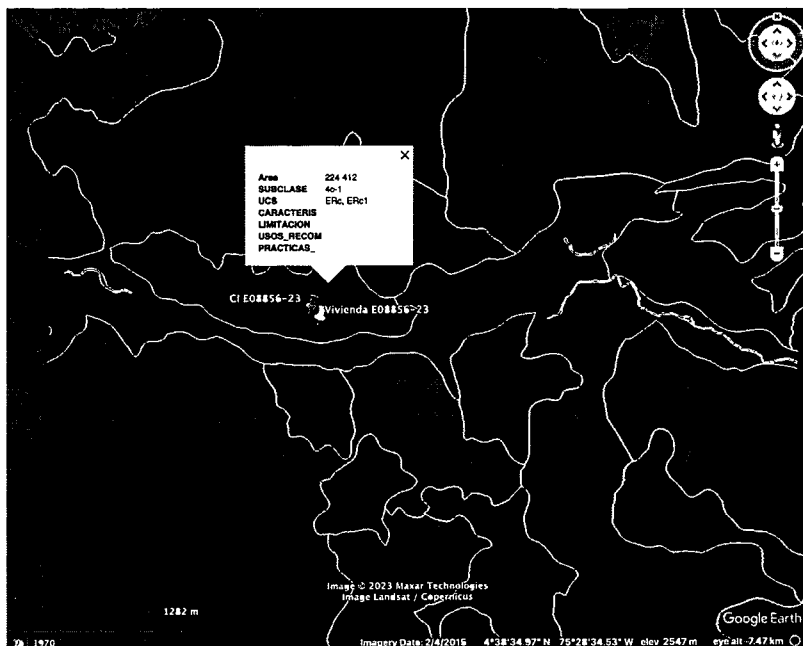 Area 224 412
SUBCLASE 4c-1
UCS ERc, ERc1
CARACTERIS
LIMITACION
USOS_RECOM
PRACTICAS_
CI E08856-23
Vivienda E08856-23
Image © 2023 Maxar Technologies
Image Landsat / Copernicus
1282 m
Google Earth
1970
Imagery Date: 2/4/2015 4°38'34.97" N 75°28'34.53" W elev 2547 m eye alt 7.47 km